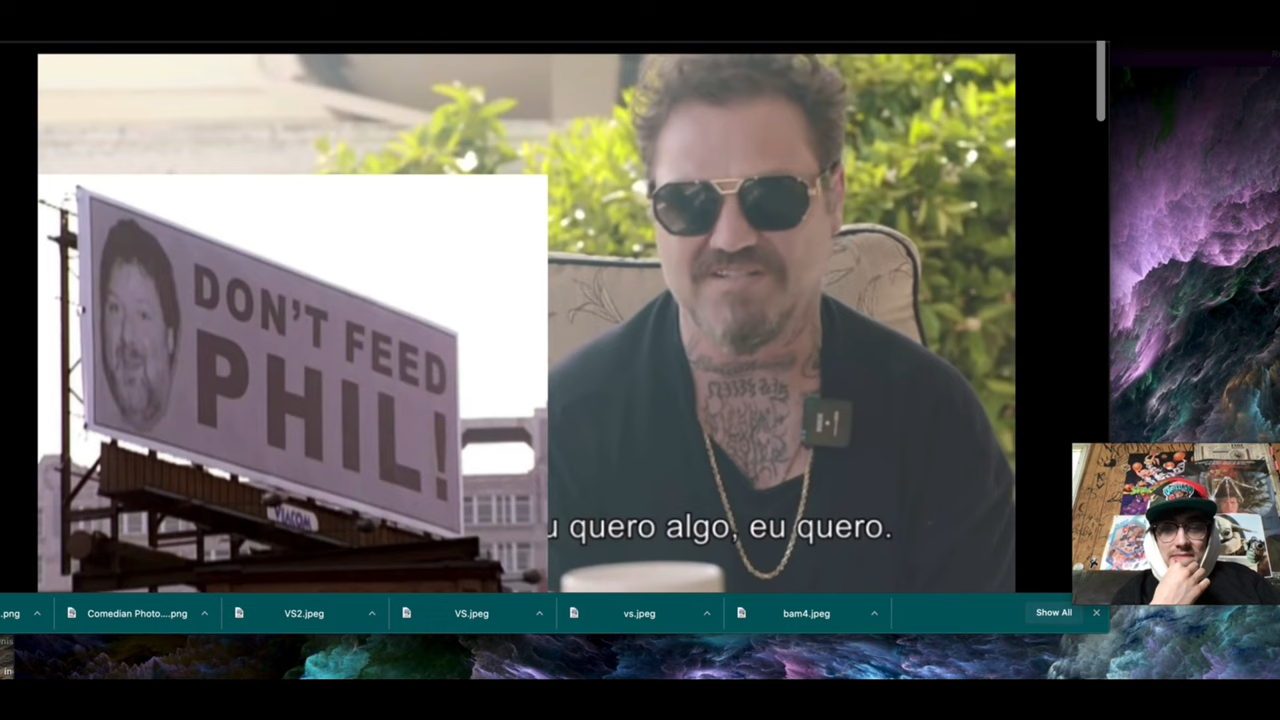 DON'T FEED
PHIL!
VIACOM
u quero algo, eu quero.
.png
Comedian Photo....png
VS2.jpeg
VS.jpeg
vs.jpeg
bam4.jpeg
Show All